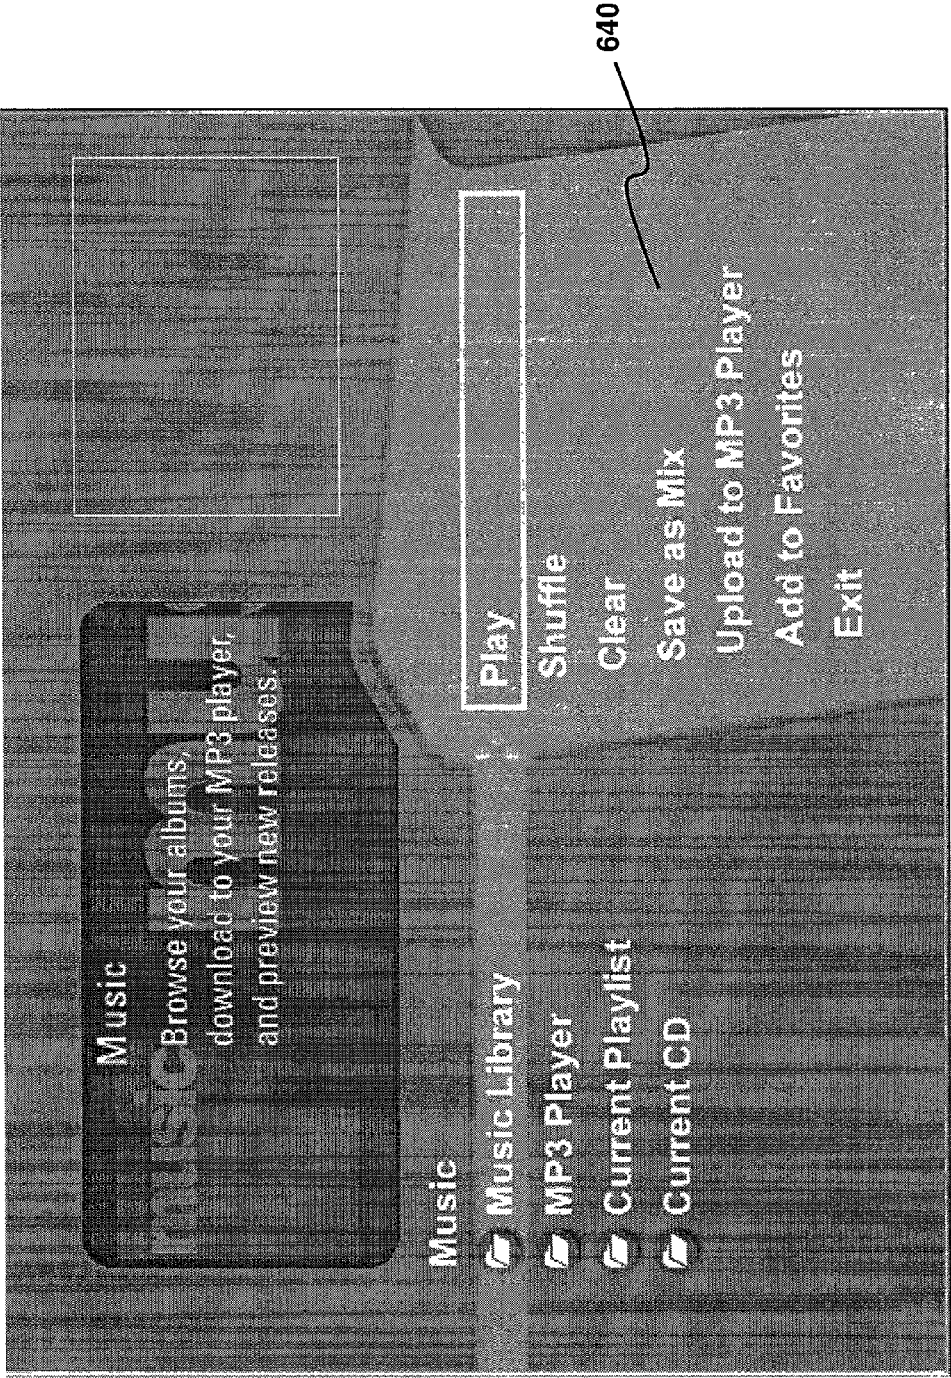 640
Music
Browse your albums,
download to your MP3 player,
and preview new releases.
Music
Music Library
MP3 Player
Current Playlist
Current CD
Play
Shuffle
Clear
Save as Mix
Upload to MP3 Player
Add to Favorites
Exit